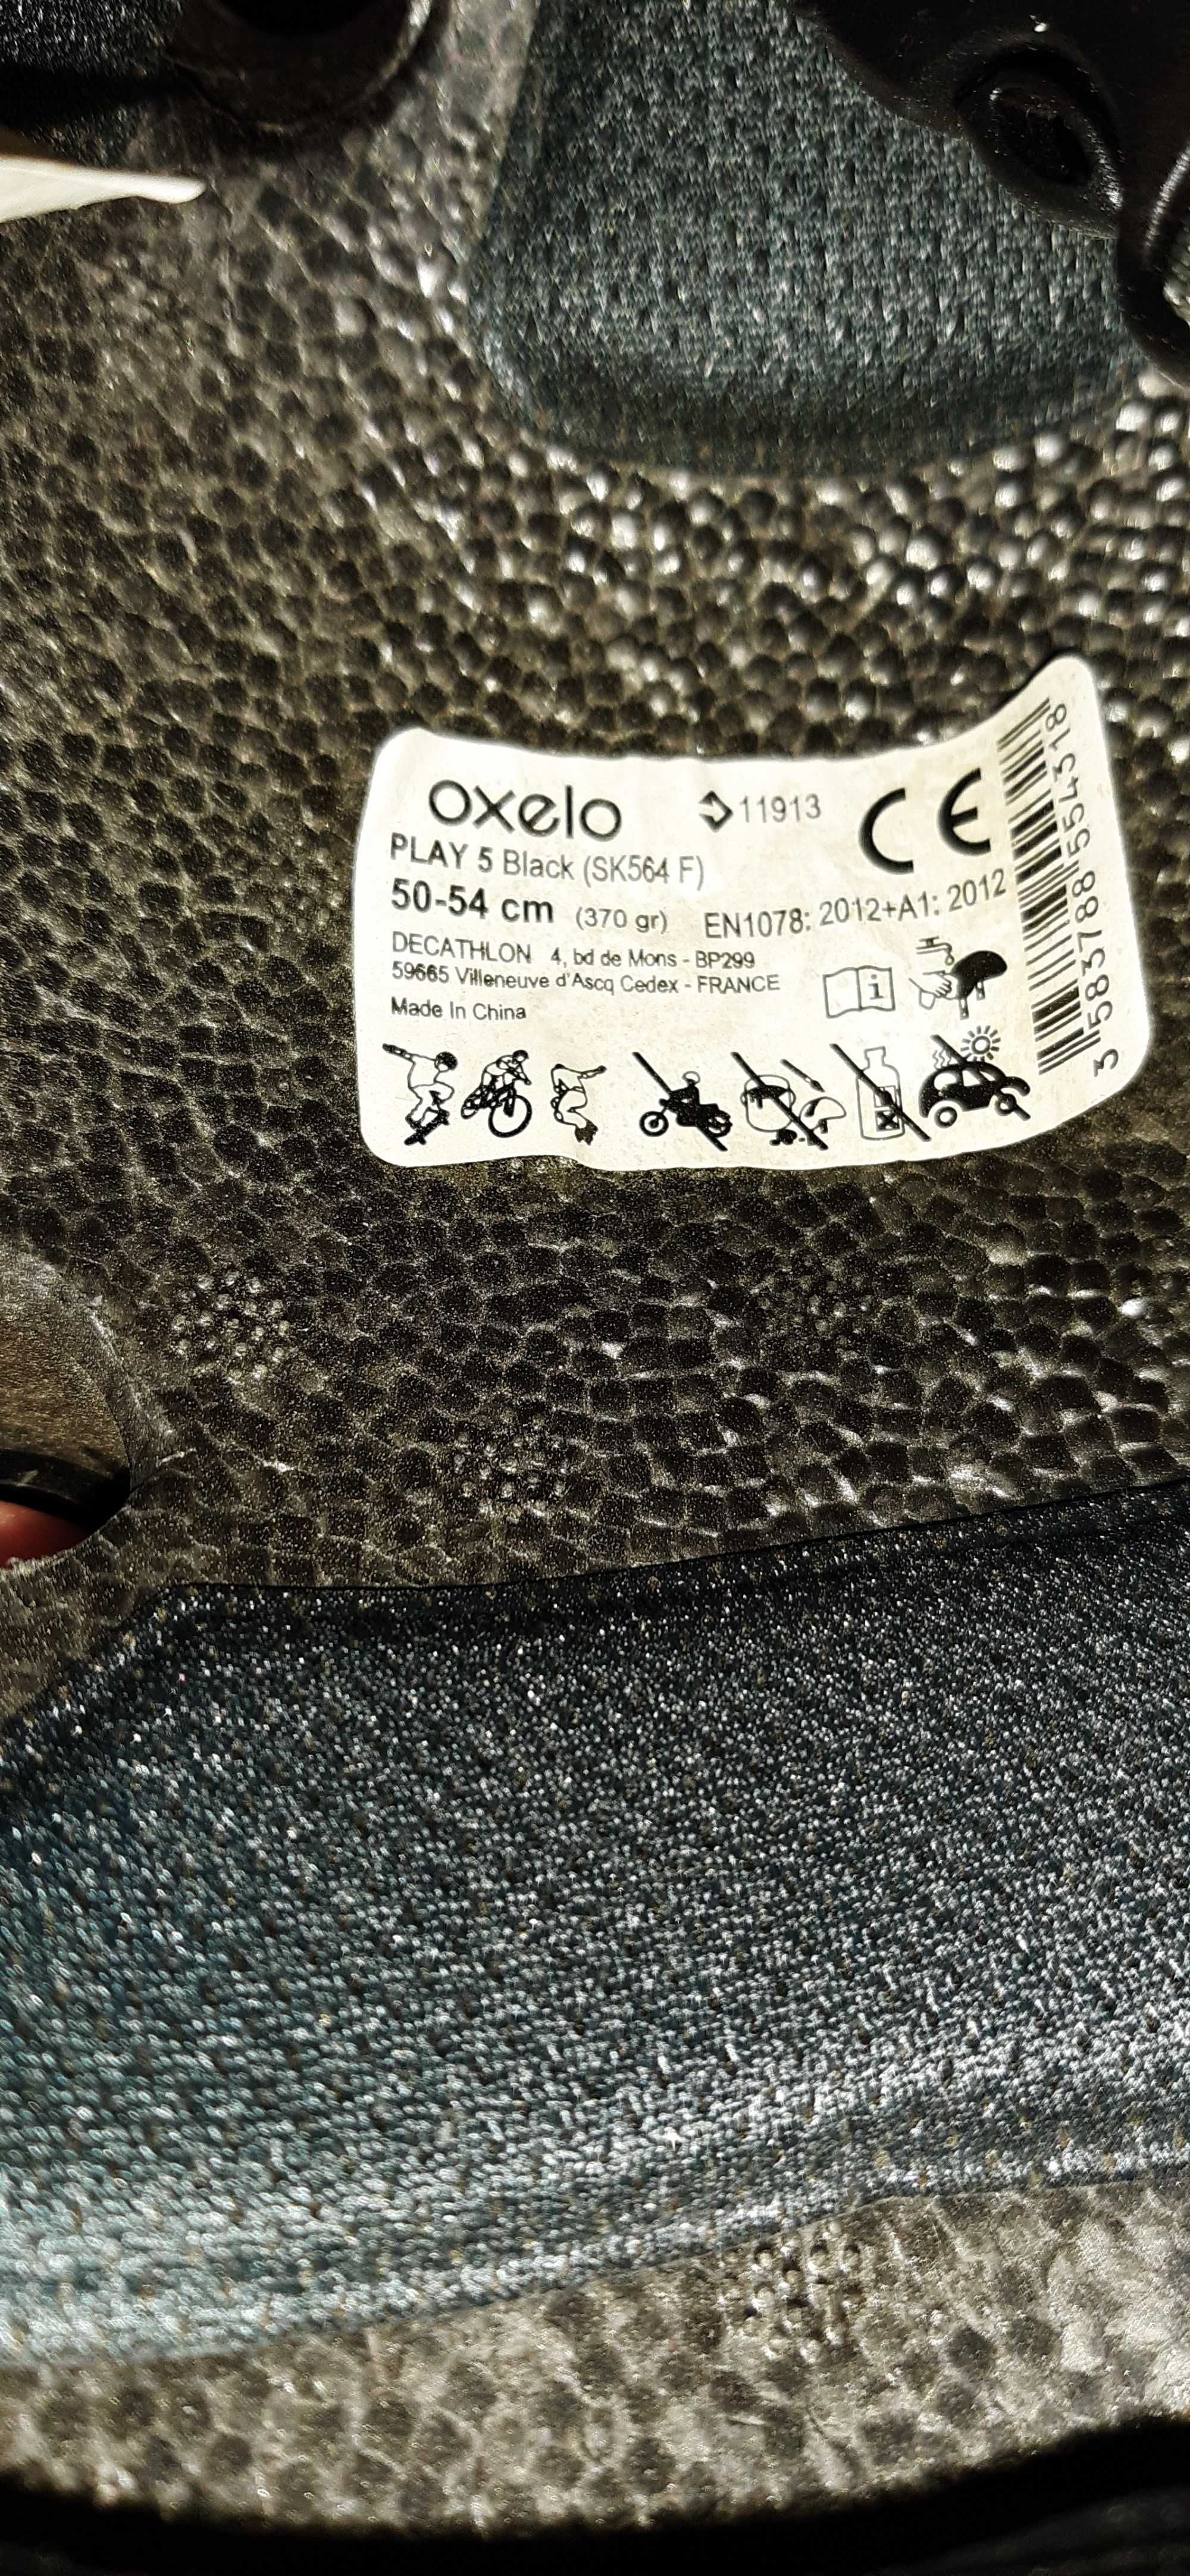 oxelo 11913 CE
PLAY 5 Black (SK564 F)
50-54 cm (370 gr) EN1078: 2012+A1: 2012
DECATHLON 4, bd de Mons - BP299
59665 Villeneuve d'Ascq Cedex - FRANCE
Made In China
i
3 583788 554318